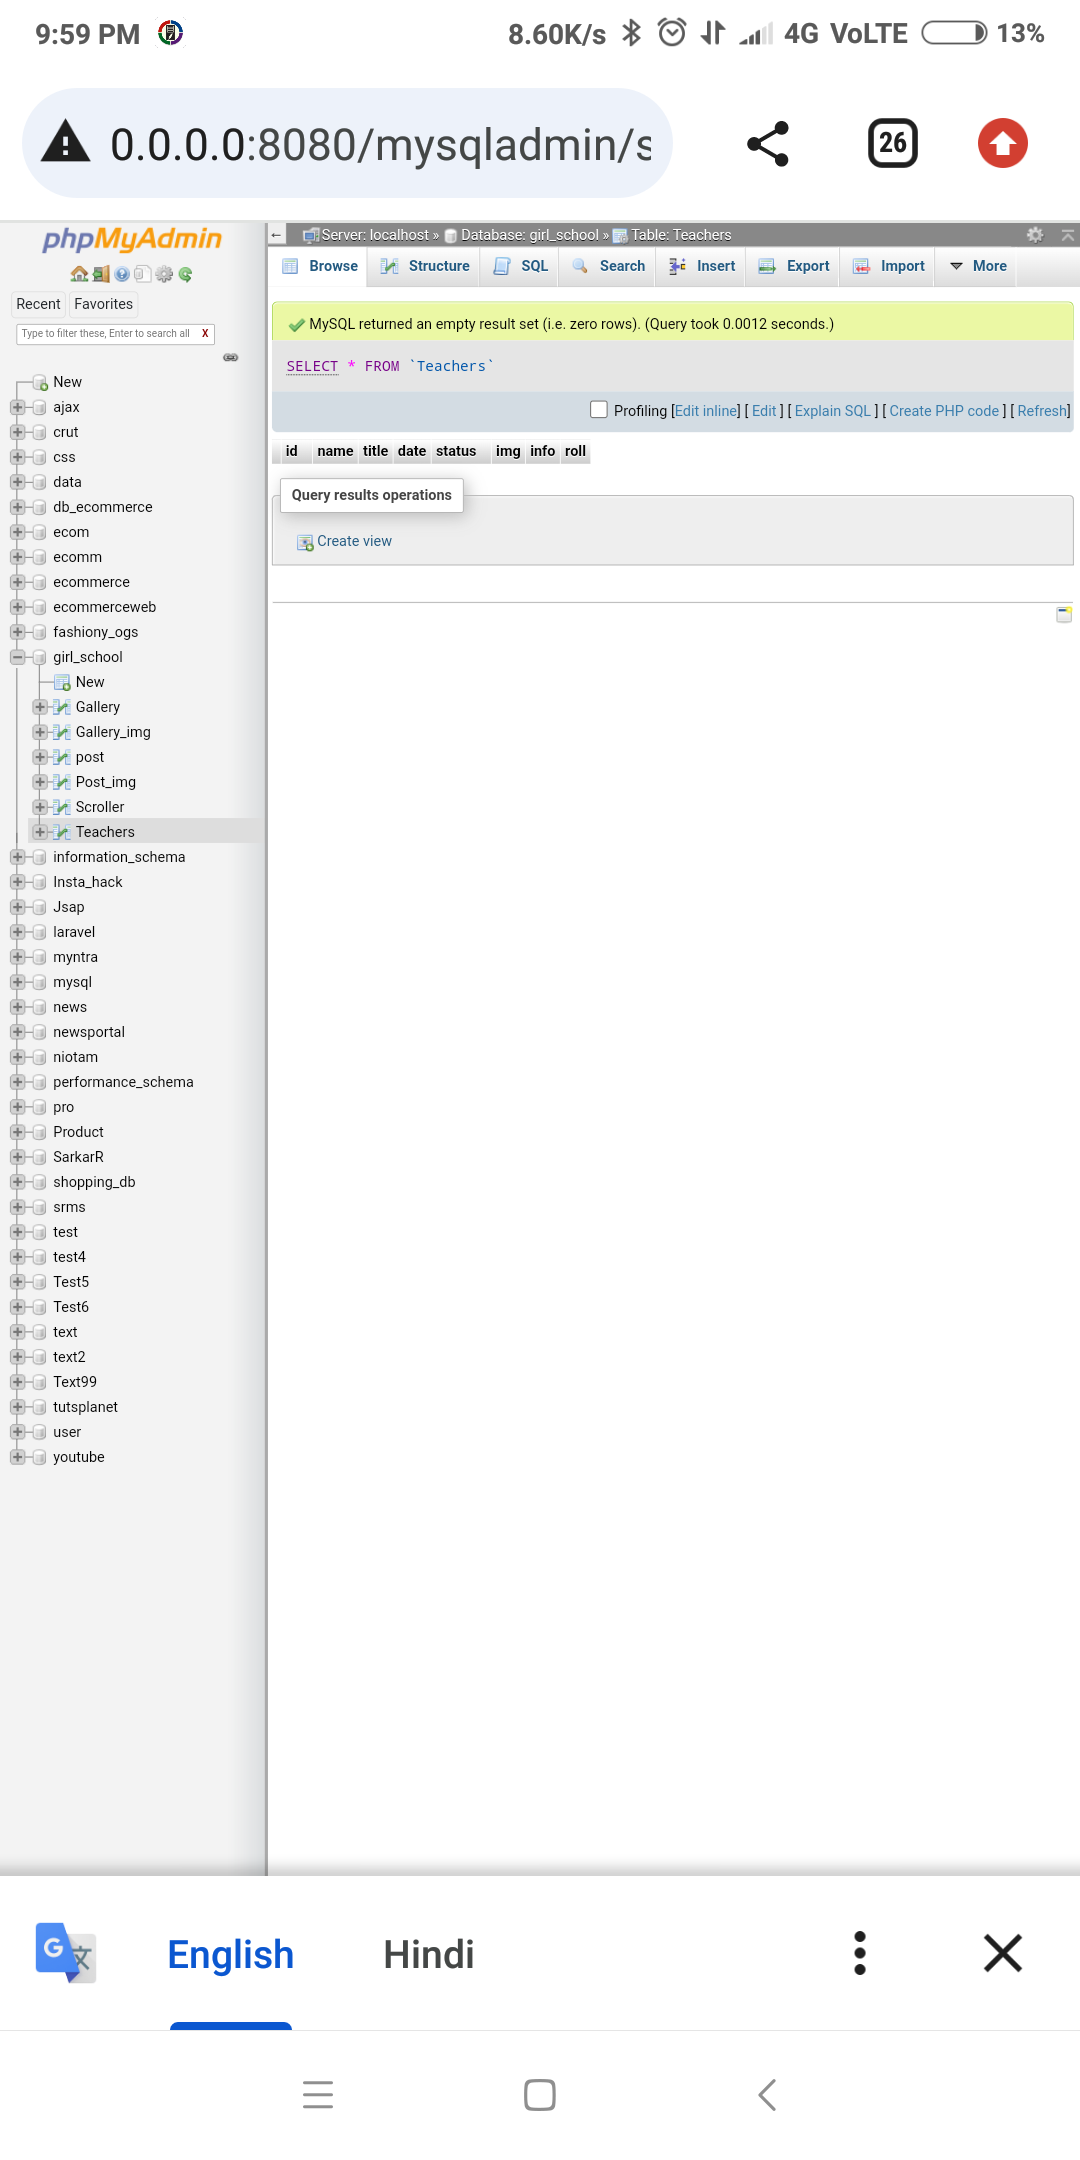 9:59 PM 8.60K/s 4G VoLTE 13%
0.0.0.0:8080/mysqladmin/s 26
phpMyAdmin
Recent Favorites
Type to filter these, Enter to search all X
New
ajax
crut
css
data
db_ecommerce
ecom
ecomm
ecommerce
ecommerceweb
fashiony_ogs
girl_school
New
Gallery
Gallery_img
post
Post_img
Scroller
Teachers
information_schema
Insta_hack
Jsap
laravel
myntra
mysql
news
newsportal
niotam
performance_schema
pro
Product
SarkarR
shopping_db
srms
test
test4
Test5
Test6
text
text2
Text99
tutsplanet
user
youtube
Server: localhost » Database: girl_school » Table: Teachers
Browse Structure SQL Search Insert Export Import More
MySQL returned an empty result set (i.e. zero rows). (Query took 0.0012 seconds.)
SELECT * FROM `Teachers`
Profiling [Edit inline] [ Edit ] [ Explain SQL ] [ Create PHP code ] [ Refresh]
id name title date status img info roll
Query results operations
Create view
English Hindi